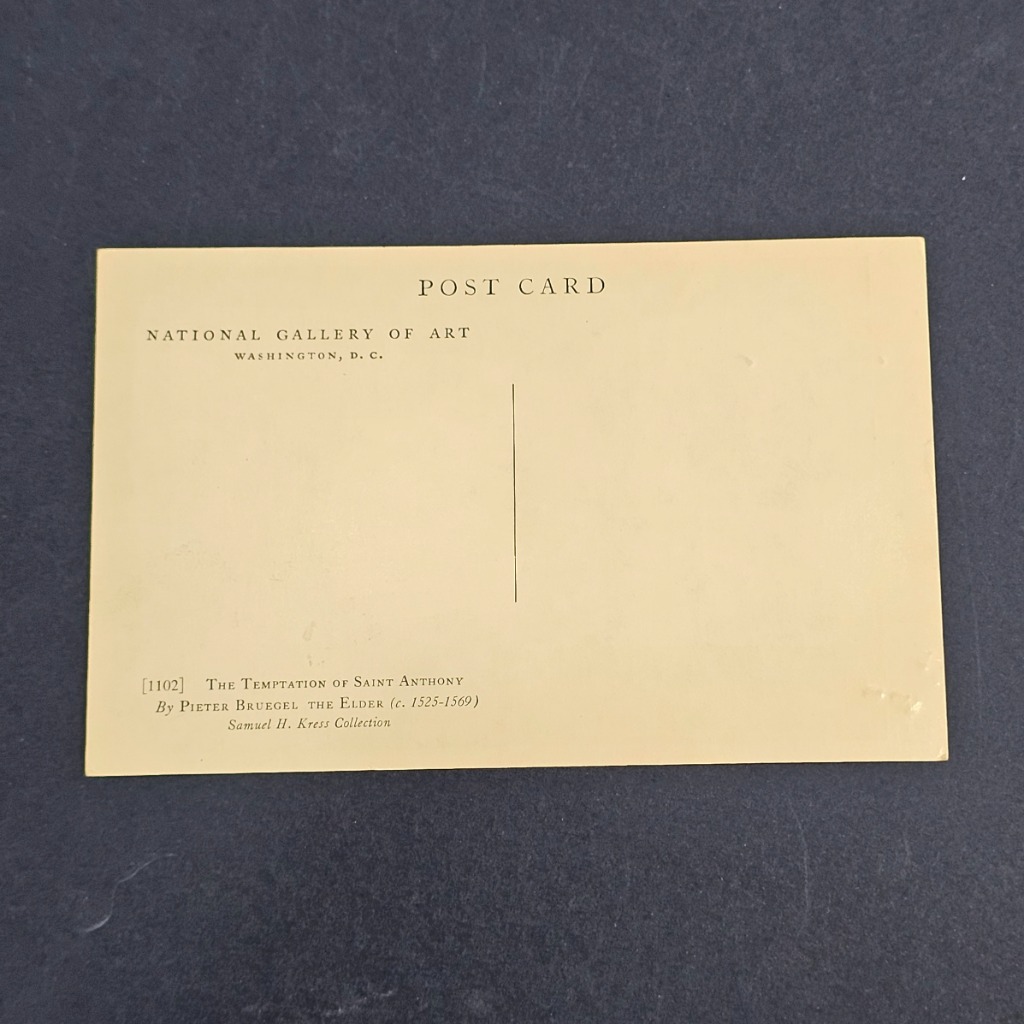 POST CARD
NATIONAL GALLERY OF ART
WASHINGTON, D. C.
[1102] The Temptation of Saint Anthony
By Pieter Bruegel the Elder (c. 1525-1569)
Samuel H. Kress Collection